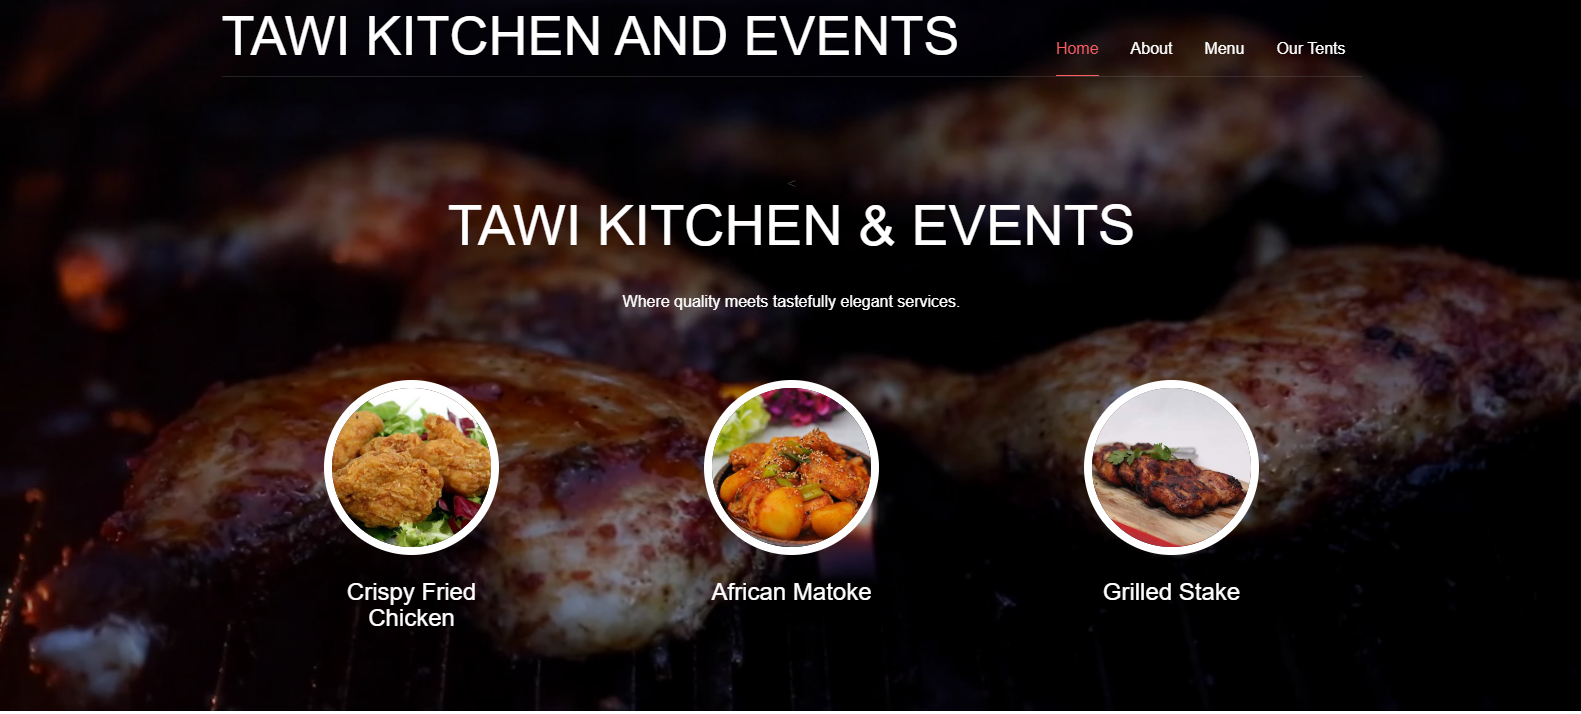 TAWI KITCHEN AND EVENTS
Home About Menu Our Tents
<
TAWI KITCHEN & EVENTS
Where quality meets tastefully elegant services.
Crispy Fried
Chicken
African Matoke
Grilled Stake